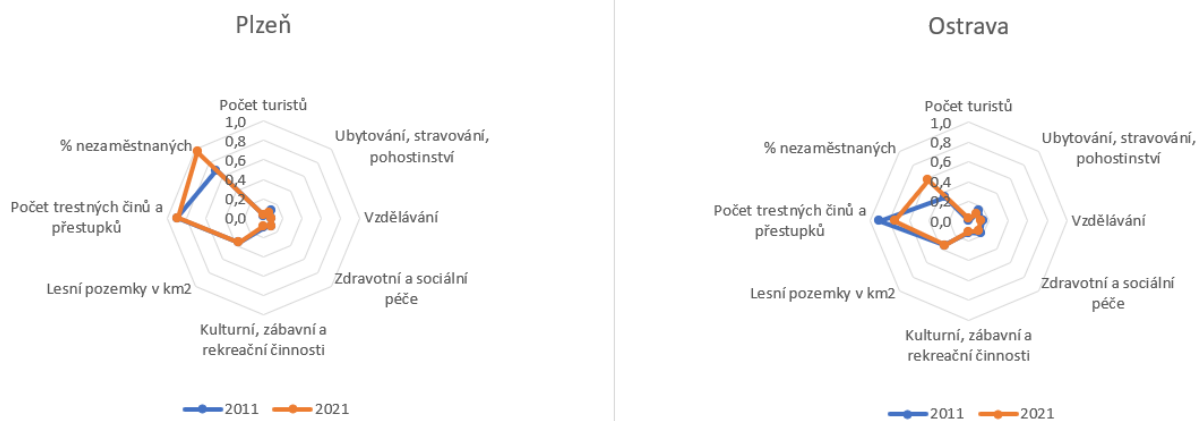 Plzeň
Počet turistů
1,0
0,8
0,6
0,4
0,2
0,0
Ubytování, stravování,
pohostinství
Vzdělávání
Zdravotní a sociální
péče
Kulturní, zábavní a
rekreační činnosti
Lesní pozemky v km2
Počet trestných činů a
přestupků
% nezaměstnaných
2011
2021
Ostrava
Počet turistů
1,0
0,8
0,6
0,4
0,2
0,0
Ubytování, stravování,
pohostinství
Vzdělávání
Zdravotní a sociální
péče
Kulturní, zábavní a
rekreační činnosti
Lesní pozemky v km2
Počet trestných činů a
přestupků
% nezaměstnaných
2011
2021